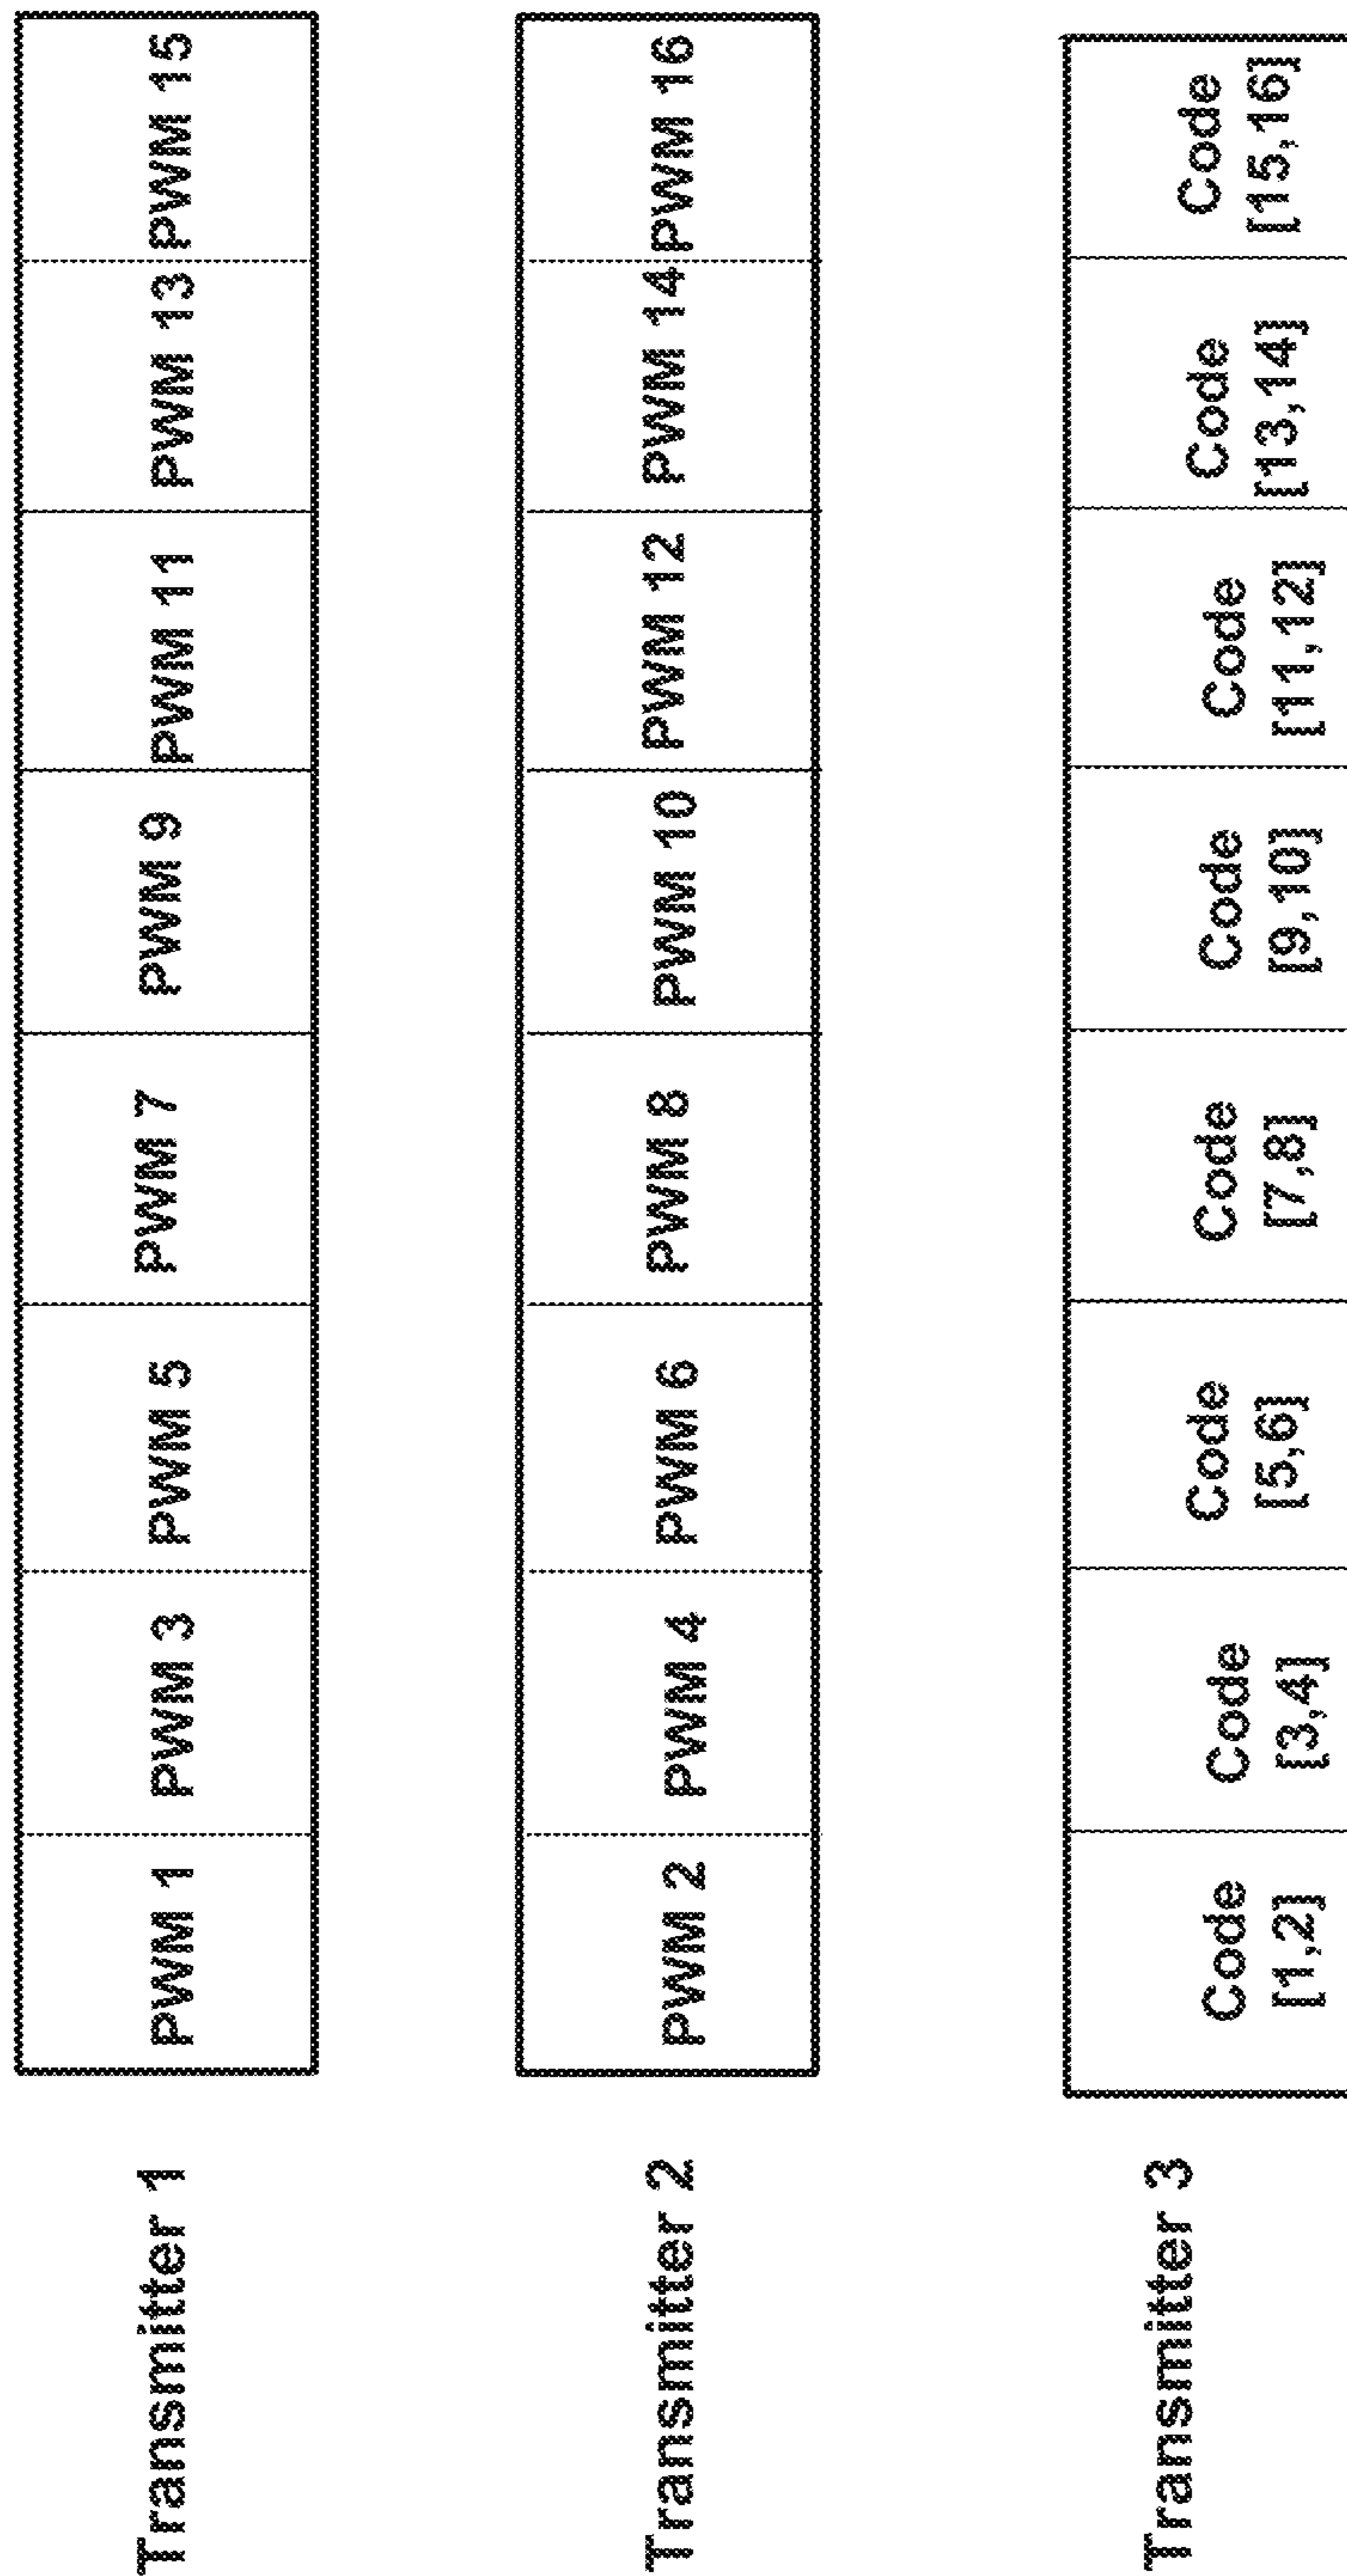 Transmitter 1
PWM 1
PWM 3
PWM 5
PWM 7
PWM 9
PWM 11
PWM 13
PWM 15
Transmitter 2
PWM 2
PWM 4
PWM 6
PWM 8
PWM 10
PWM 12
PWM 14
PWM 16
Transmitter 3
Code
[1,2]
Code
[3,4]
Code
[5,6]
Code
[7,8]
Code
[9,10]
Code
[11,12]
Code
[13,14]
Code
[15,16]